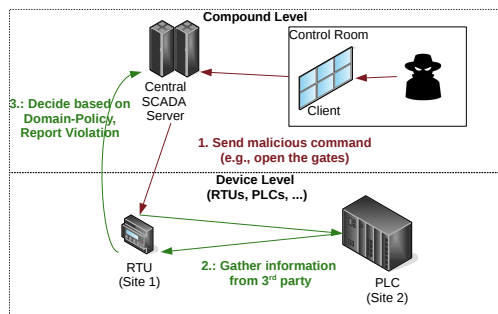 Compound Level
Control Room
Client
Central
SCADA
Server
3.: Decide based on
Domain-Policy,
Report Violation
1. Send malicious command
(e.g., open the gates)
Device Level
(RTUs, PLCs, ...)
RTU
(Site 1)
2.: Gather information
from 3rd party
PLC
(Site 2)